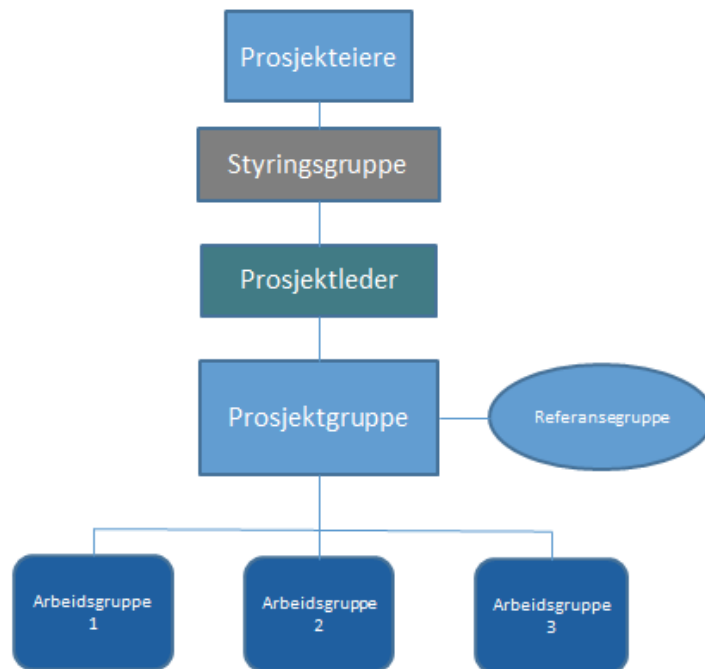 Prosjekteiere
Styringsgruppe
Prosjektleder
Prosjektgruppe
Referansegruppe
Arbeidsgruppe
1
Arbeidsgruppe
2
Arbeidsgruppe
3